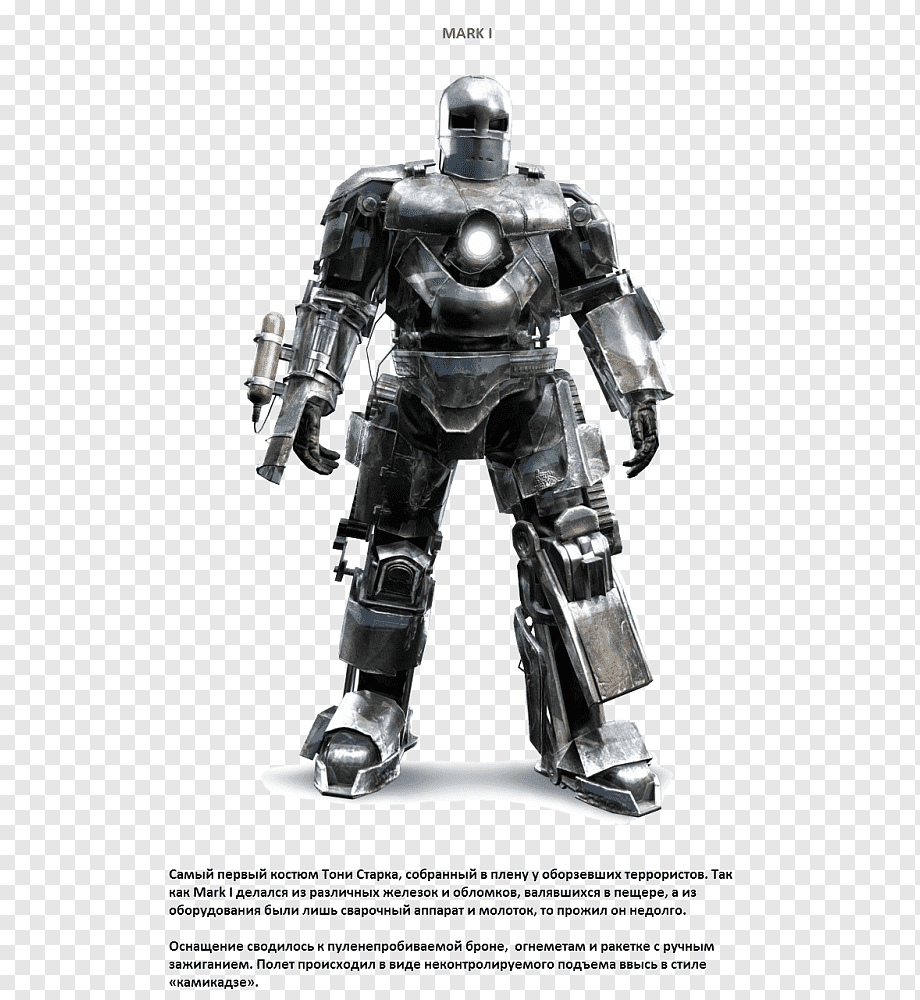 MARK I
Самый первый костюм Тони Старка, собранный в плену у оборзевших террористов. Так
как Mark I делался из различных железок и обломков, валявшихся в пещере, а из
оборудования были лишь сварочный аппарат и молоток, то прожил он недолго.
Оснащение сводилось к пуленепробиваемой броне, огнеметам и ракетке с ручным
зажиганием. Полет происходил в виде неконтролируемого подъема ввысь в стиле
«камикадзе».